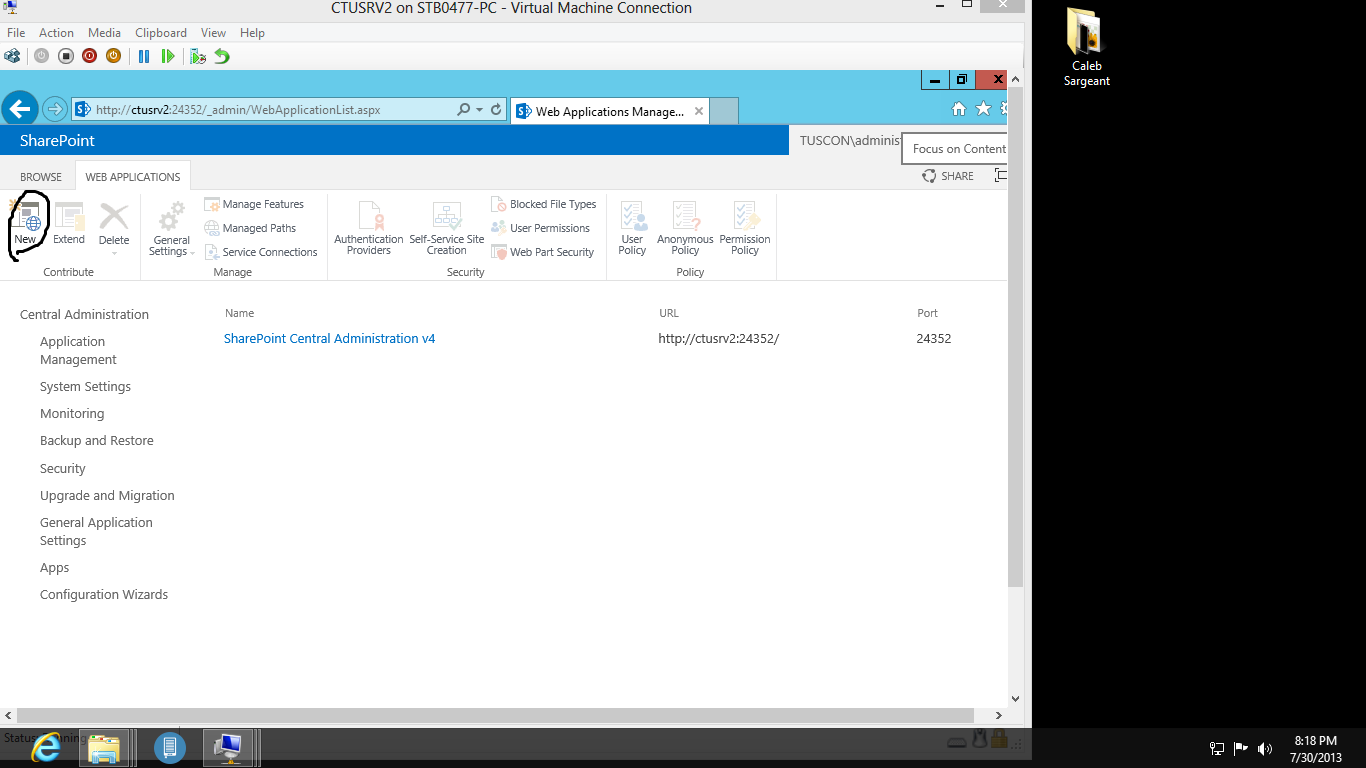 CTUSRV2 on STB0477-PC - Virtual Machine Connection
File Action Media Clipboard View Help
http://ctusrv2:24352/_admin/WebApplicationList.aspx
Web Applications Manage...
SharePoint
TUSCON\adminis
Focus on Content
BROWSE WEB APPLICATIONS
SHARE
New
Extend
Delete
Contribute
General
Settings
Manage Features
Managed Paths
Service Connections
Manage
Authentication
Providers
Self-Service Site
Creation
Blocked File Types
User Permissions
Web Part Security
Security
User
Policy
Anonymous
Policy
Permission
Policy
Policy
Central Administration
Application
Management
System Settings
Monitoring
Backup and Restore
Security
Upgrade and Migration
General Application
Settings
Apps
Configuration Wizards
Name URL Port
SharePoint Central Administration v4 http://ctusrv2:24352/ 24352
Caleb
Sargeant
8:18 PM
7/30/2013